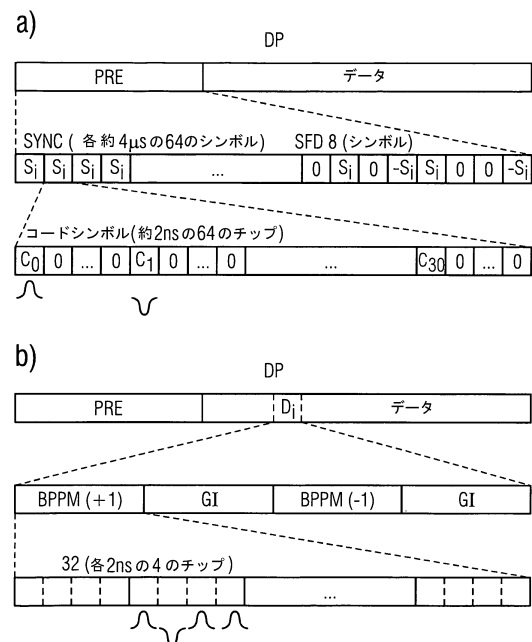 a)
DP
PRE データ
SYNC( 各約4μsの64のシンボル) SFD 8 (シンボル)
Si Si Si Si ... 0 Si 0 -Si Si 0 0 -Si
コードシンボル(約2nsの64のチップ)
C0 0 ... 0 C1 0 ... 0 ... C30 0 ... 0
b)
DP
PRE Di データ
BPPM (+1) GI BPPM (-1) GI
32 (各2nsの4のチップ)
...